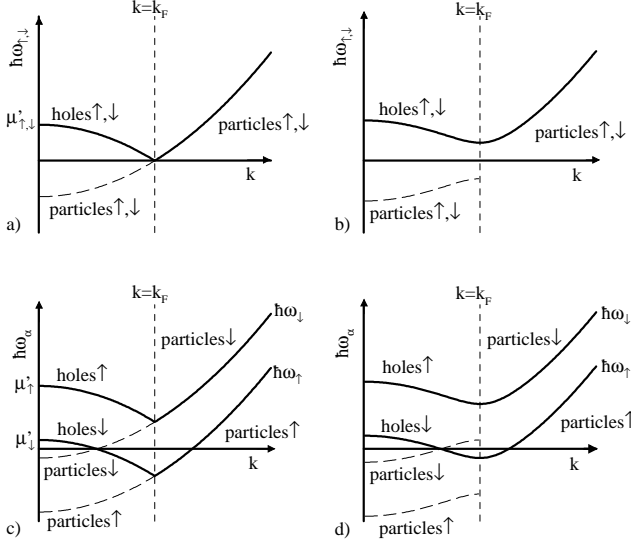 k=k_F
ħω↑,↓
μ'↑,↓
holes↑,↓
particles↑,↓
k
particles↑,↓
a)
k=k_F
ħω↑,↓
holes↑,↓
particles↑,↓
k
particles↑,↓
b)
k=k_F
ħω_α
ħω↓
particles↓
holes↑
μ'↑
ħω↑
holes↓
μ'↓
particles↑
particles↓
k
particles↑
c)
k=k_F
ħω_α
ħω↓
particles↓
holes↑
ħω↑
holes↓
particles↑
particles↓
k
particles↑
d)